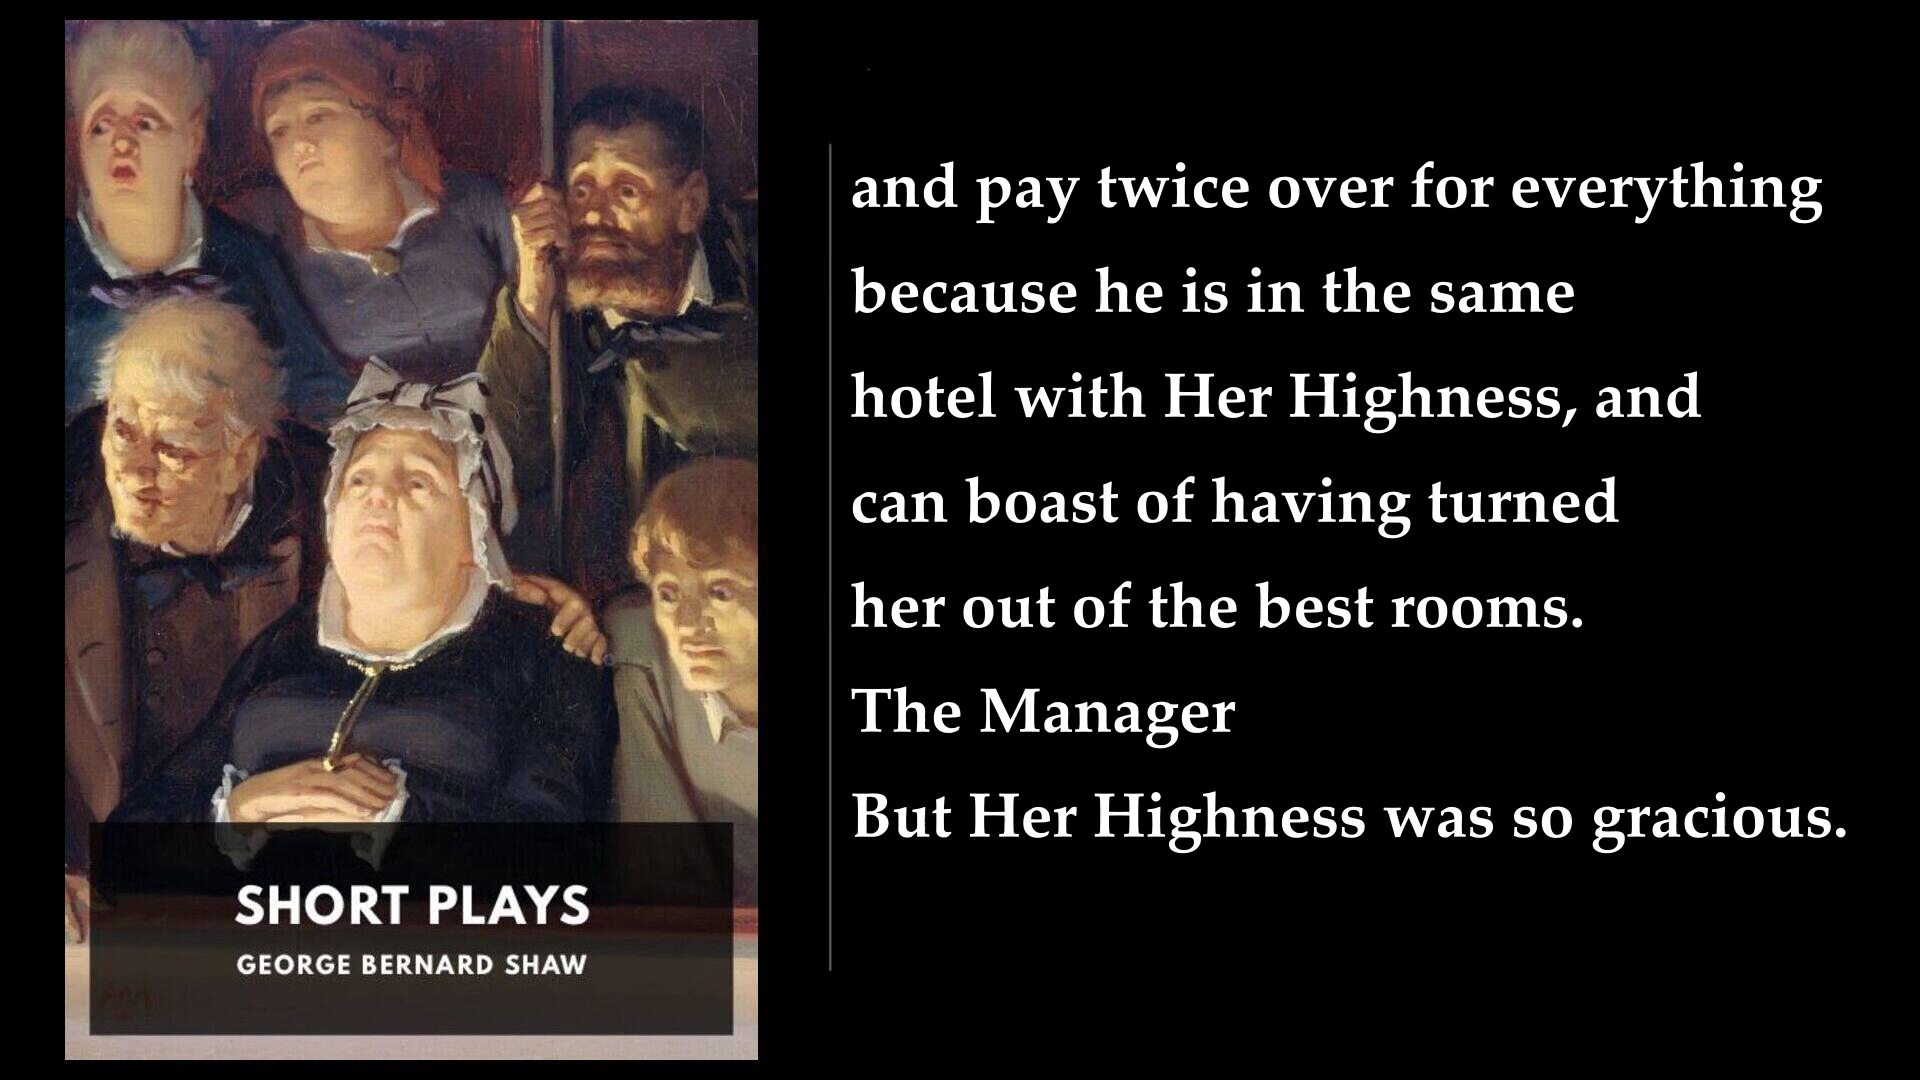 and pay twice over for everything
because he is in the same
hotel with Her Highness, and
can boast of having turned
her out of the best rooms.
The Manager
But Her Highness was so gracious.
SHORT PLAYS
GEORGE BERNARD SHAW